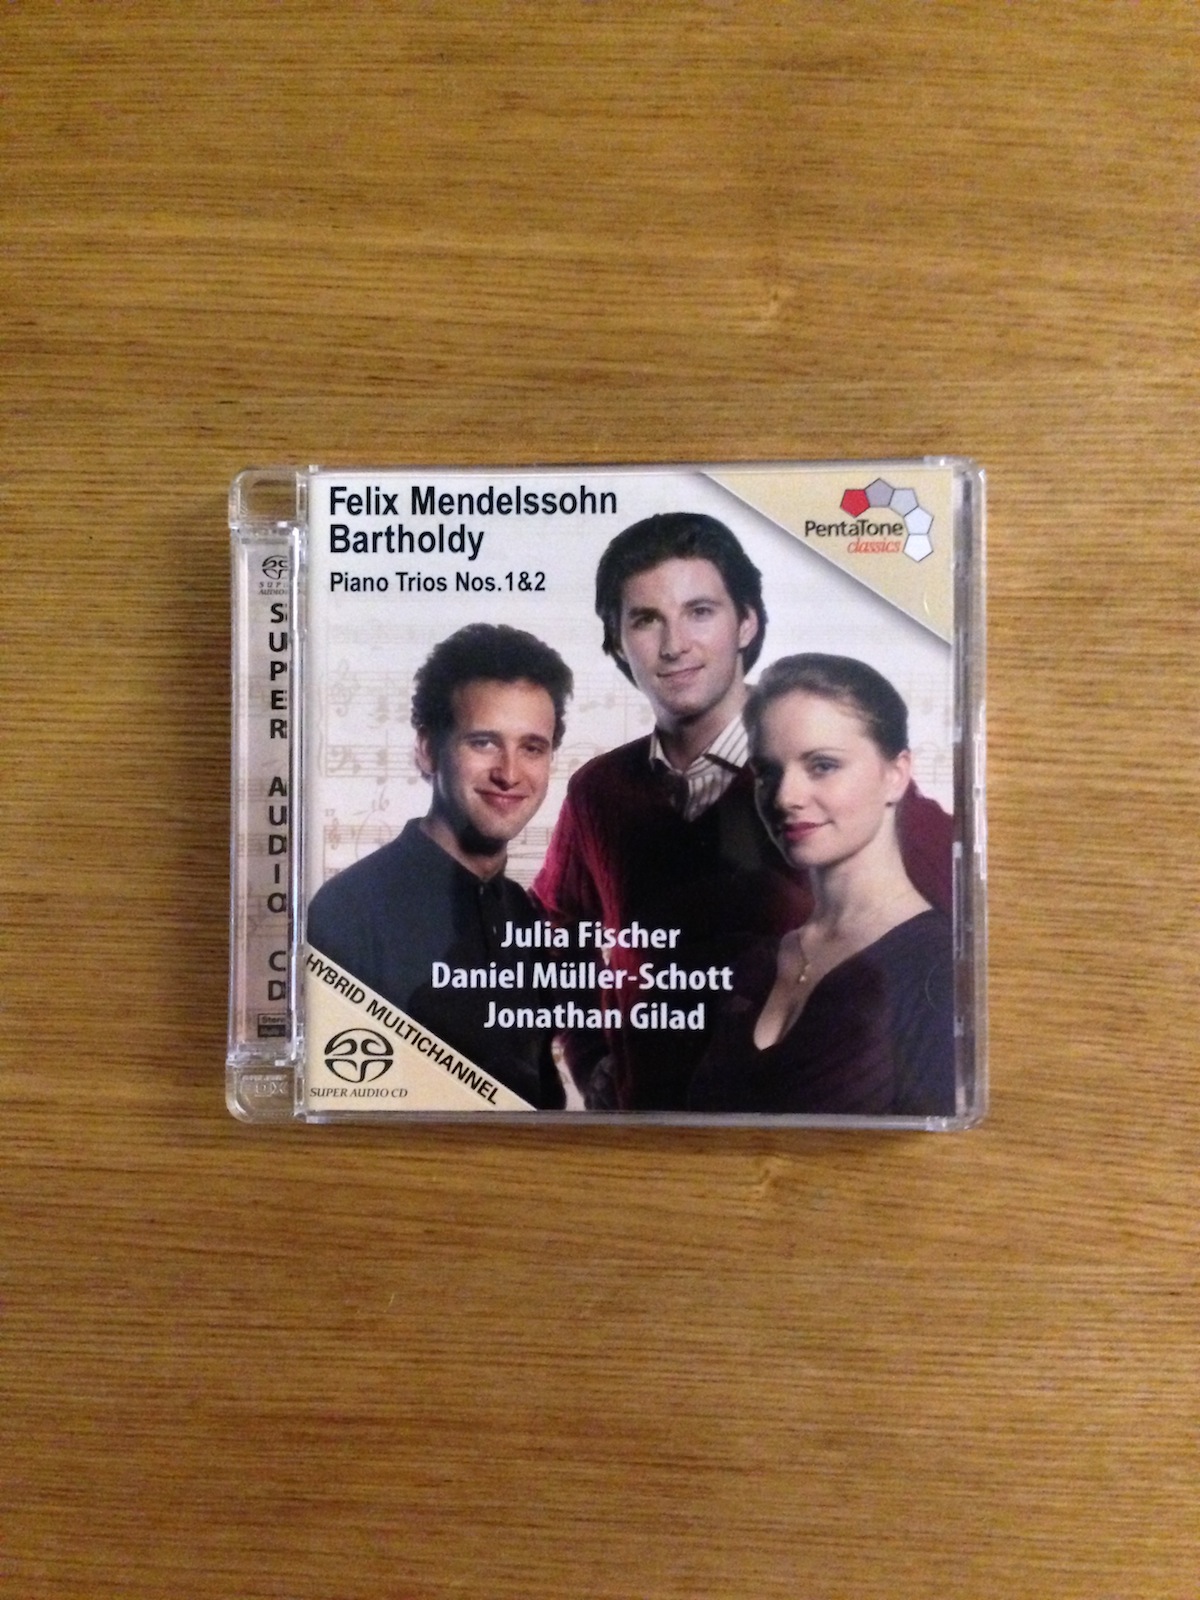 Felix Mendelssohn
Bartholdy
Piano Trios Nos.1&2
PentaTone
classics
SUPER AUDIO CD
Julia Fischer
Daniel Müller-Schott
Jonathan Gilad
HYBRID MULTICHANNEL
SUPER AUDIO CD